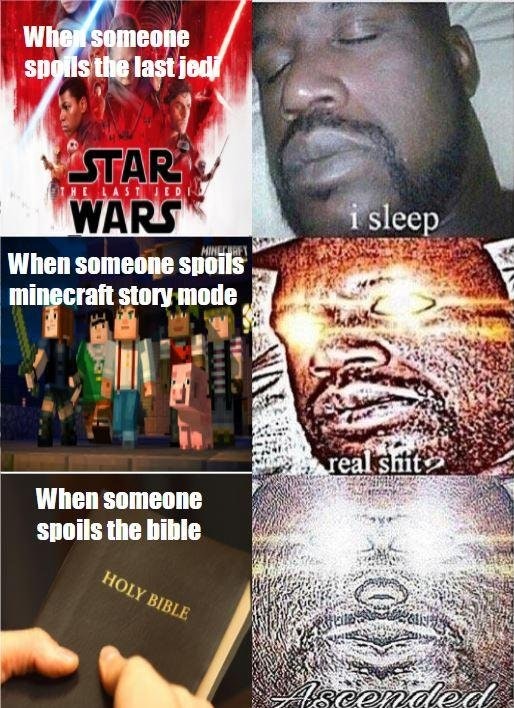 When someone
spoils the last jedi
STAR
THE LAST JEDI
WARS
i sleep
MINECRAFT
When someone spoils
minecraft story mode
real shit?
When someone
spoils the bible
HOLY BIBLE
Ascended